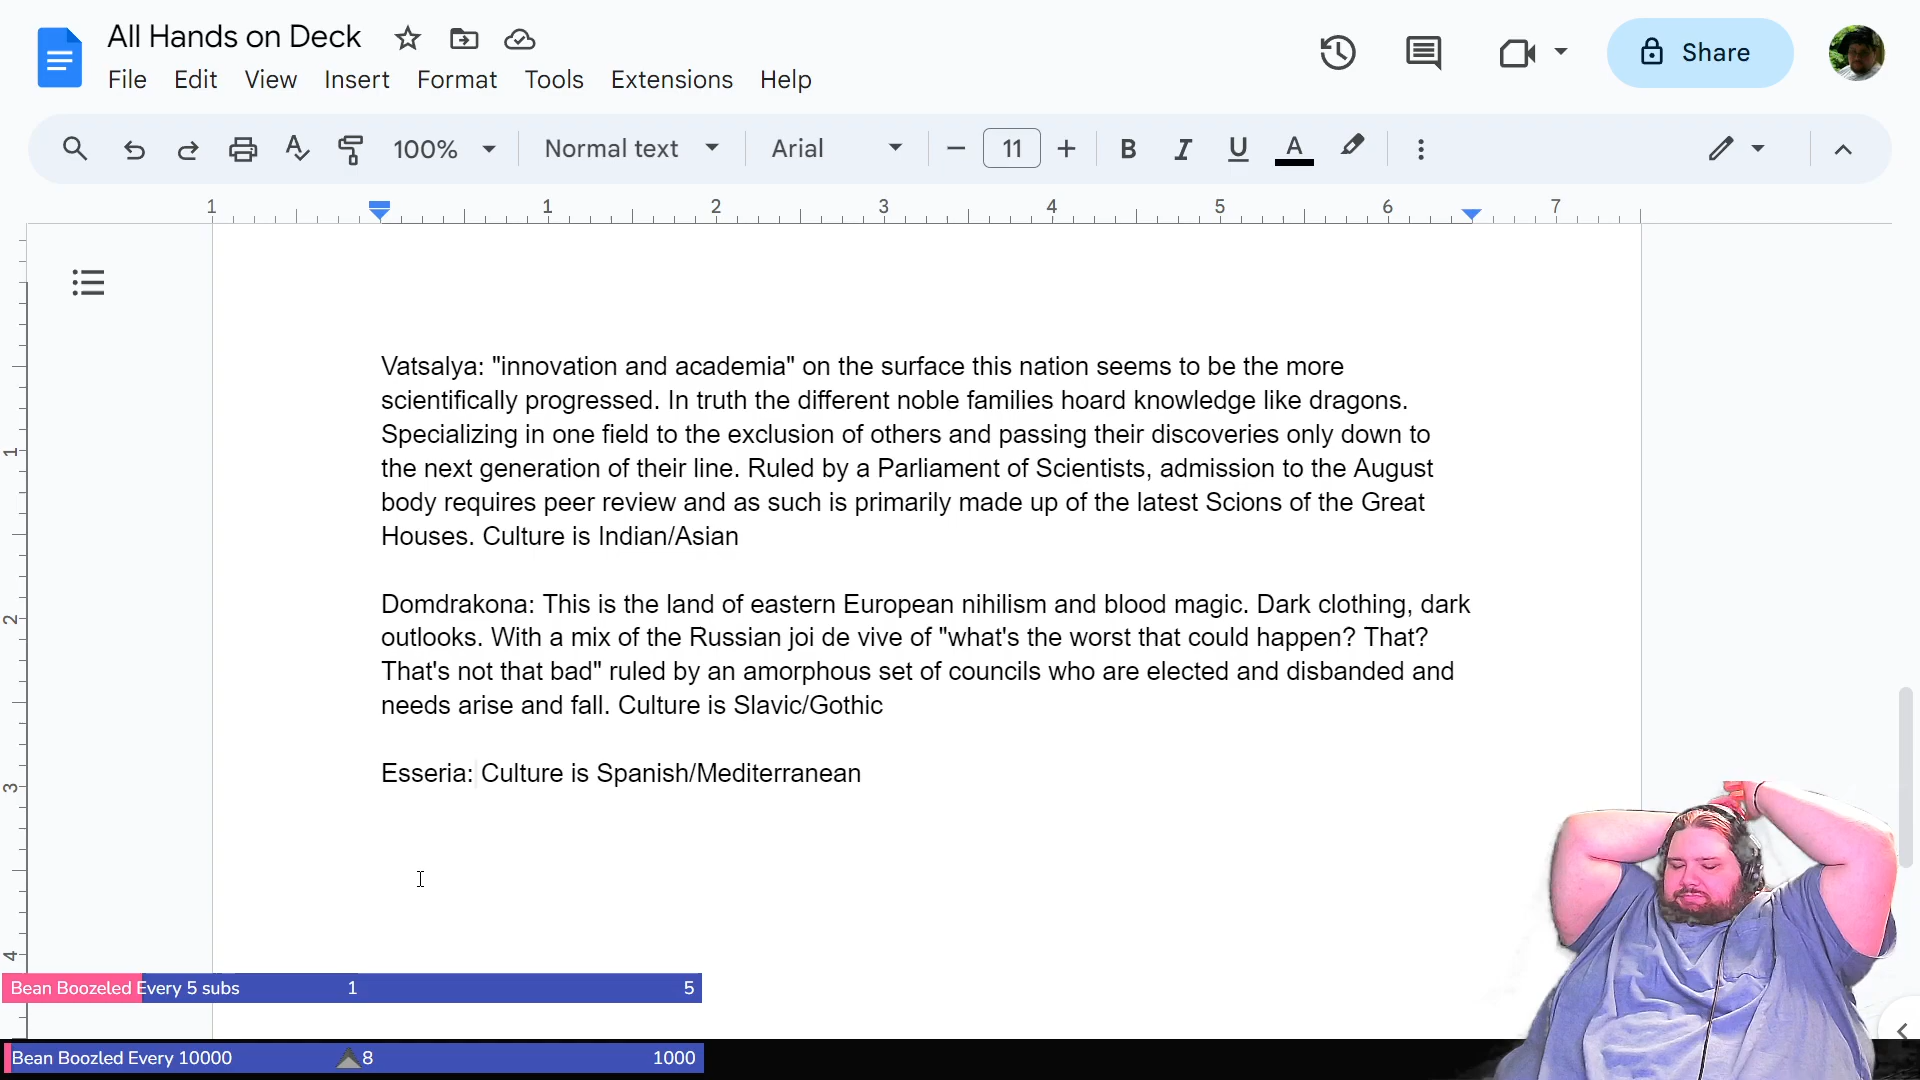 All Hands on Deck
File Edit View Insert Format Tools Extensions Help
Share
100% Normal text Arial 11 B I U A
1 1 2 3 4 5 6 7
Vatsalya: "innovation and academia" on the surface this nation seems to be the more
scientifically progressed. In truth the different noble families hoard knowledge like dragons.
Specializing in one field to the exclusion of others and passing their discoveries only down to
the next generation of their line. Ruled by a Parliament of Scientists, admission to the August
body requires peer review and as such is primarily made up of the latest Scions of the Great
Houses. Culture is Indian/Asian
Domdrakona: This is the land of eastern European nihilism and blood magic. Dark clothing, dark
outlooks. With a mix of the Russian joi de vive of "what's the worst that could happen? That?
That's not that bad" ruled by an amorphous set of councils who are elected and disbanded and
needs arise and fall. Culture is Slavic/Gothic
Esseria: Culture is Spanish/Mediterranean
1
2
3
4
Bean Boozeled Every 5 subs 1 5
Bean Boozled Every 10000 8 1000